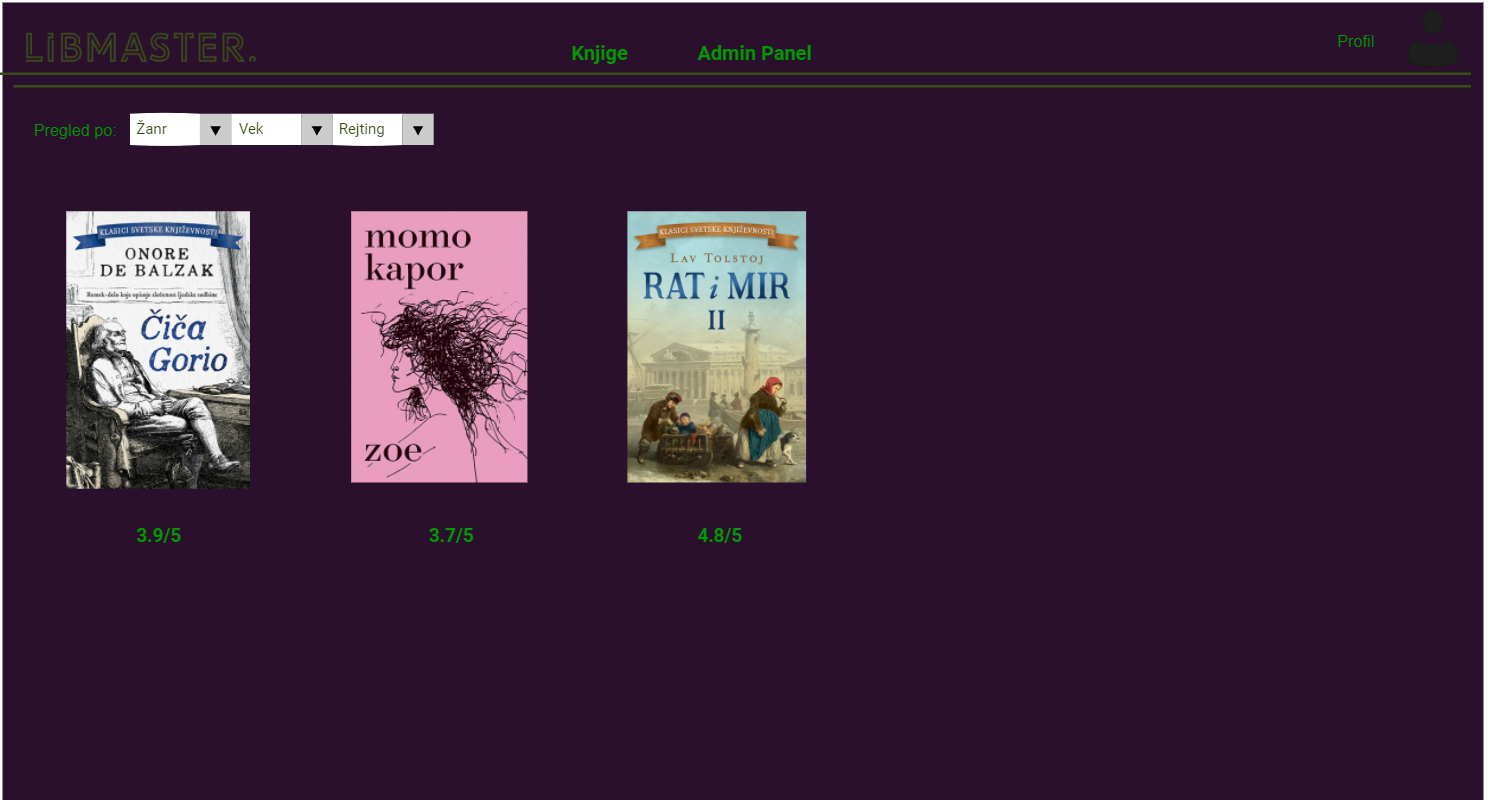 LiBMASTER.
Knjige
Admin Panel
Profil
Pregled po:
Žanr
Vek
Rejting
KLASICI SVETSKE KNJIŽEVNOSTI
ONORE
DE BALZAK
Remek-delo koje opisuje složenost ljudske sudbine
Čiča
Gorio
momo
kapor
zoe
KLASICI SVETSKE KNJIŽEVNOSTI
LAV TOLSTOJ
RAT i MIR
II
3.9/5
3.7/5
4.8/5